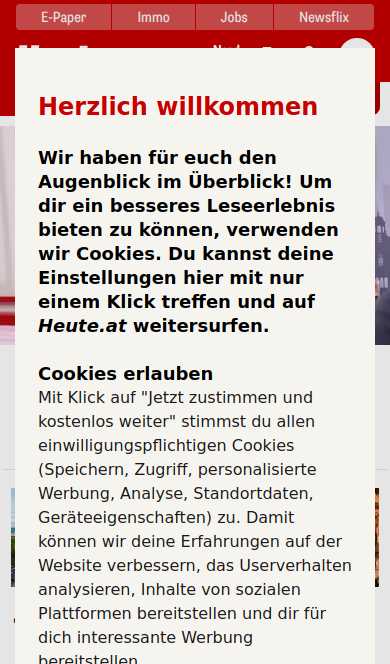 E-Paper Immo Jobs Newsflix
Herzlich willkommen
Wir haben für euch den
Augenblick im Überblick! Um
dir ein besseres Leseerlebnis
bieten zu können, verwenden
wir Cookies. Du kannst deine
Einstellungen hier mit nur
einem Klick treffen und auf
Heute.at weitersurfen.
Cookies erlauben
Mit Klick auf "Jetzt zustimmen und
kostenlos weiter" stimmst du allen
einwilligungspflichtigen Cookies
(Speichern, Zugriff, personalisierte
Werbung, Analyse, Standortdaten,
Geräteeigenschaften) zu. Damit
können wir deine Erfahrungen auf der
Website verbessern, das Userverhalten
analysieren, Inhalte von sozialen
Plattformen bereitstellen und dir für
dich interessante Werbung
bereitstellen